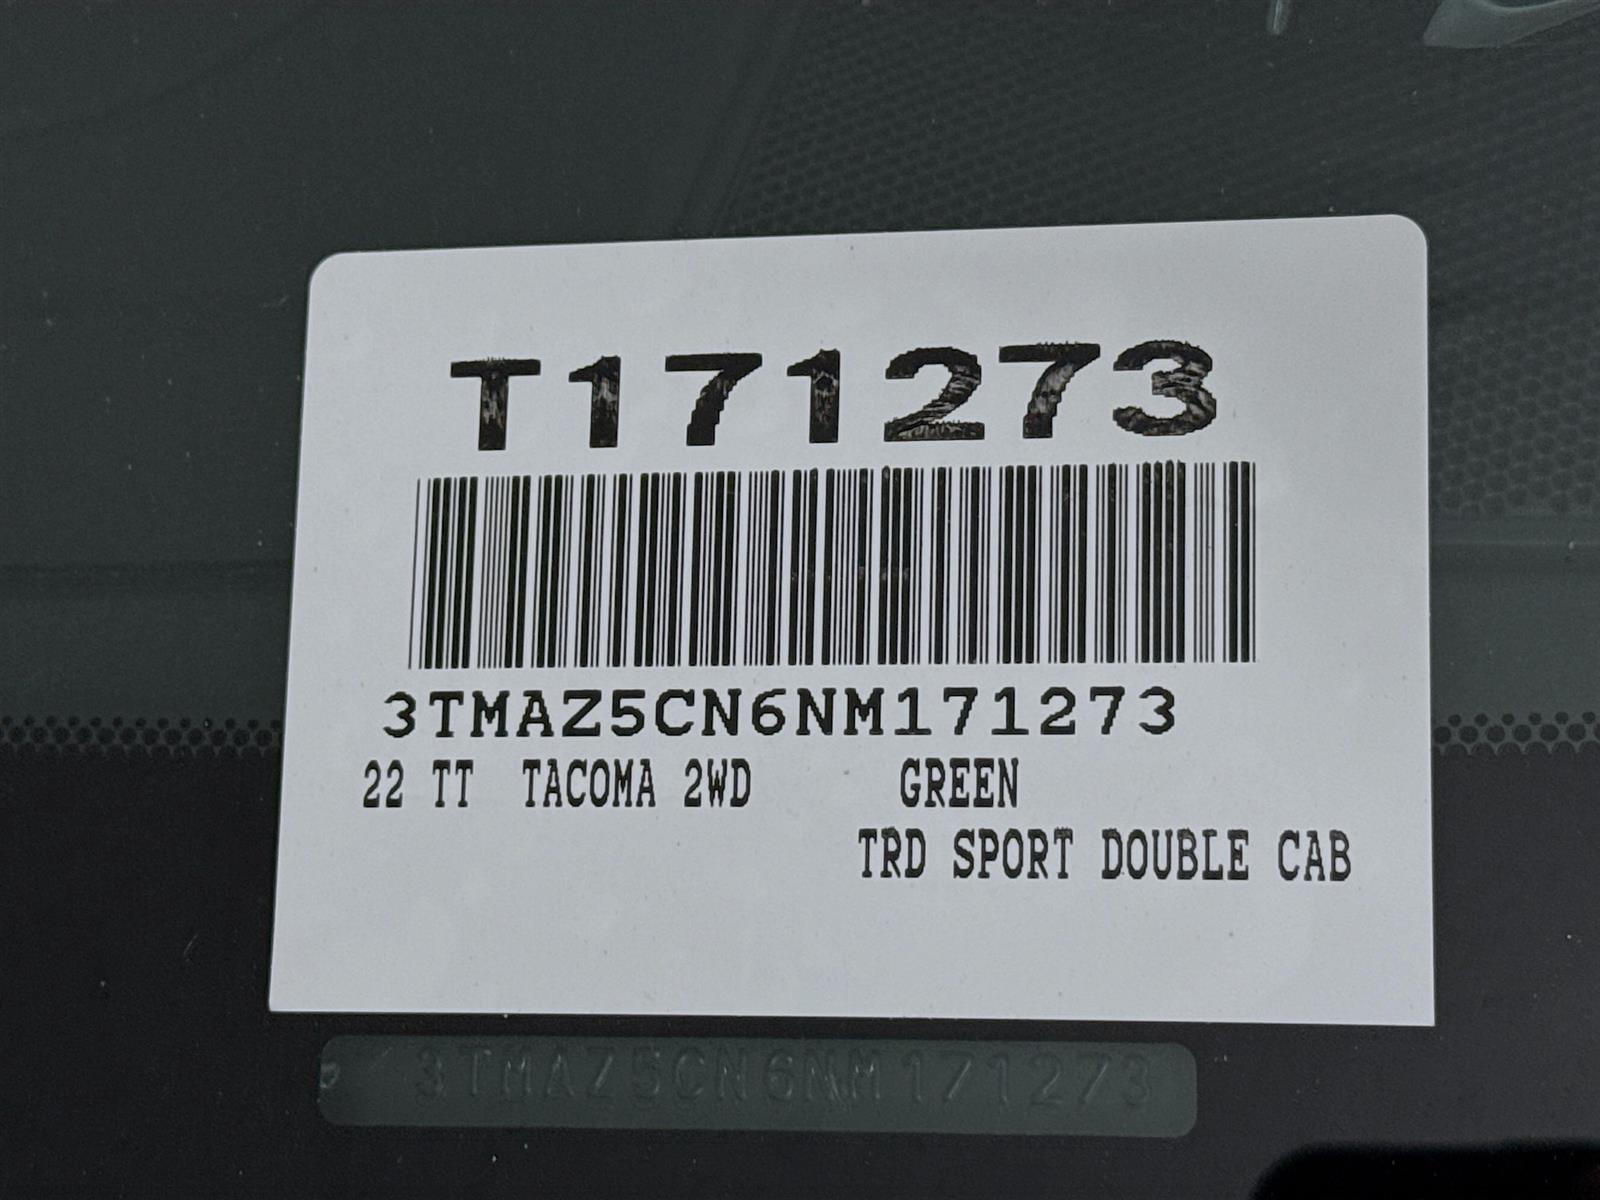 T171273
3TMAZ5CN6NM171273
22 TT TACOMA 2WD GREEN
TRD SPORT DOUBLE CAB
3TMAZ5CN6NM171273